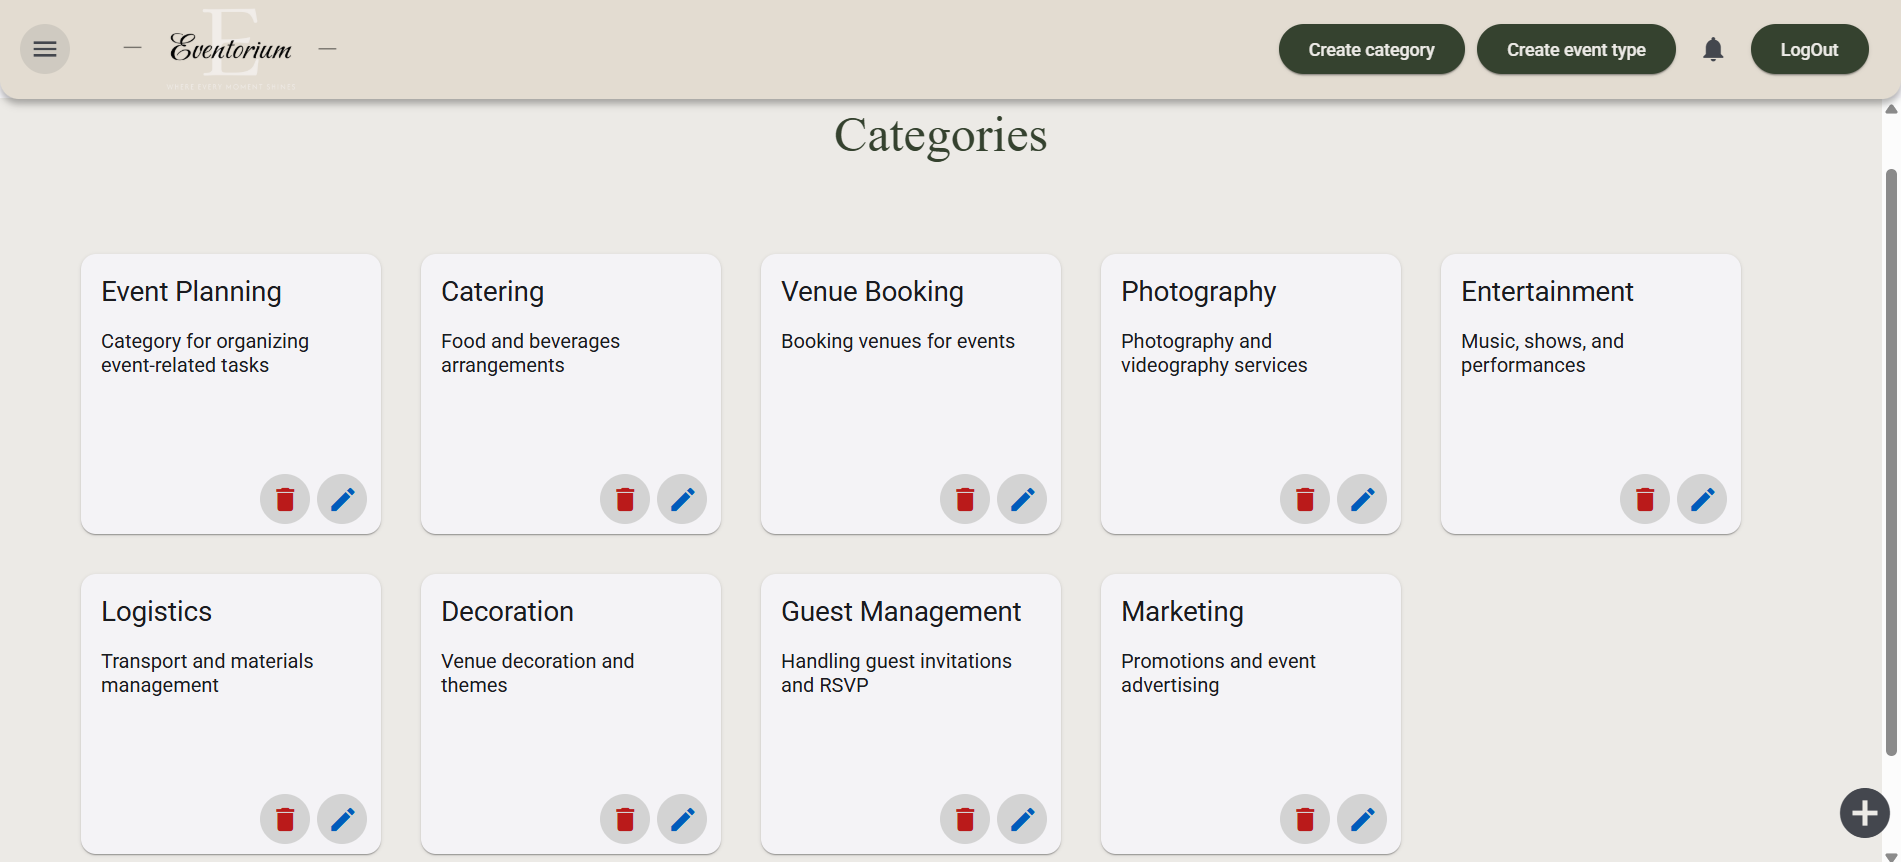 E
Eventorium
Create category
Create event type
LogOut
Categories
Event Planning
Category for organizing
event-related tasks
Catering
Food and beverages
arrangements
Venue Booking
Booking venues for events
Photography
Photography and
videography services
Entertainment
Music, shows, and
performances
Logistics
Transport and materials
management
Decoration
Venue decoration and
themes
Guest Management
Handling guest invitations
and RSVP
Marketing
Promotions and event
advertising